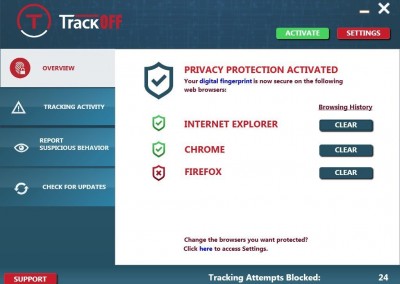 TrackOFF
ACTIVATE
SETTINGS
OVERVIEW
TRACKING ACTIVITY
REPORT
SUSPICIOUS BEHAVIOR
CHECK FOR UPDATES
SUPPORT
PRIVACY PROTECTION ACTIVATED
Your digital fingerprint is now secure on the following
web browsers:
Browsing History
INTERNET EXPLORER CLEAR
CHROME CLEAR
FIREFOX CLEAR
Change the browsers you want protected?
Click here to access Settings.
Tracking Attempts Blocked: 24